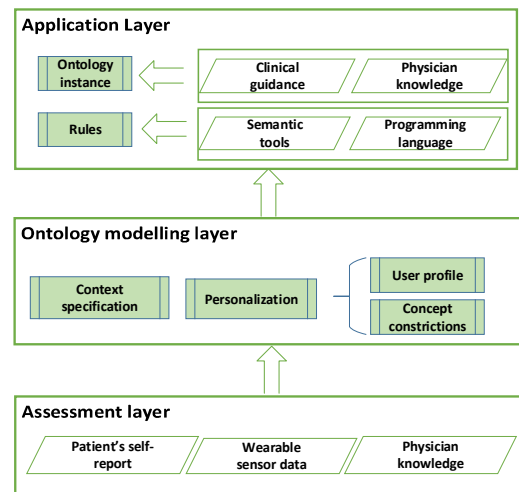 Application Layer
Ontology
instance
Clinical
guidance
Physician
knowledge
Rules
Semantic
tools
Programming
language
Ontology modelling layer
Context
specification
Personalization
User profile
Concept
constrictions
Assessment layer
Patient's self-
report
Wearable
sensor data
Physician
knowledge